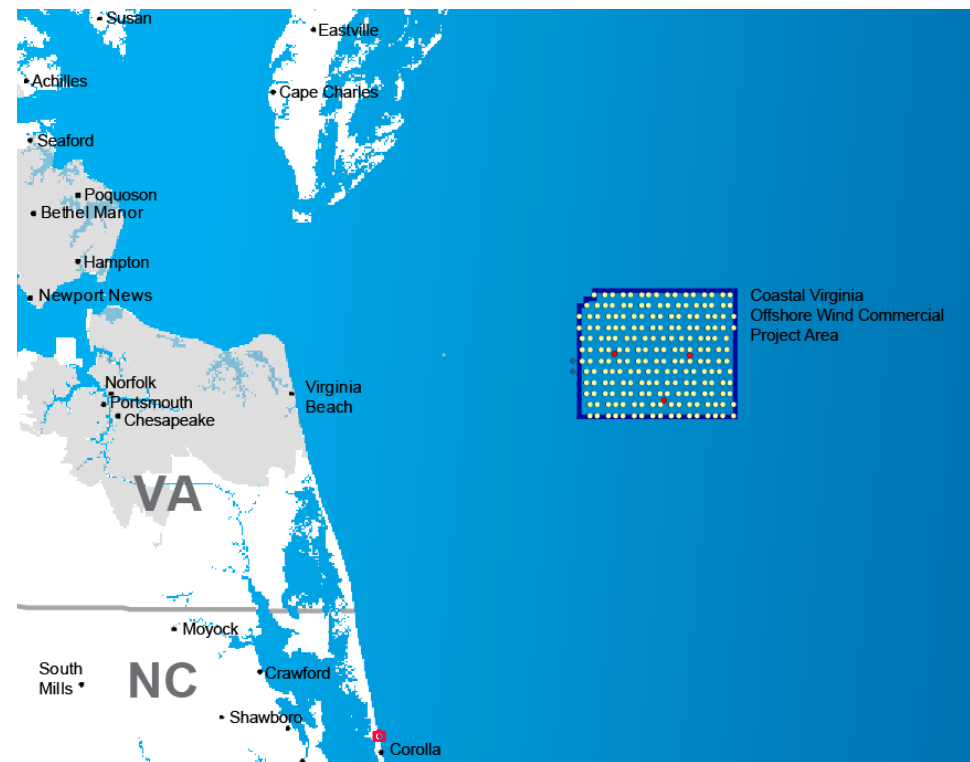 Susan
Eastville
Achilles
Cape Charles
Seaford
Poquoson
Bethel Manor
Hampton
Newport News
Coastal Virginia
Offshore Wind Commercial
Project Area
Norfolk
Portsmouth
Chesapeake
Virginia
Beach
VA
Moyock
South
Mills
NC
Crawford
Shawboro
Corolla